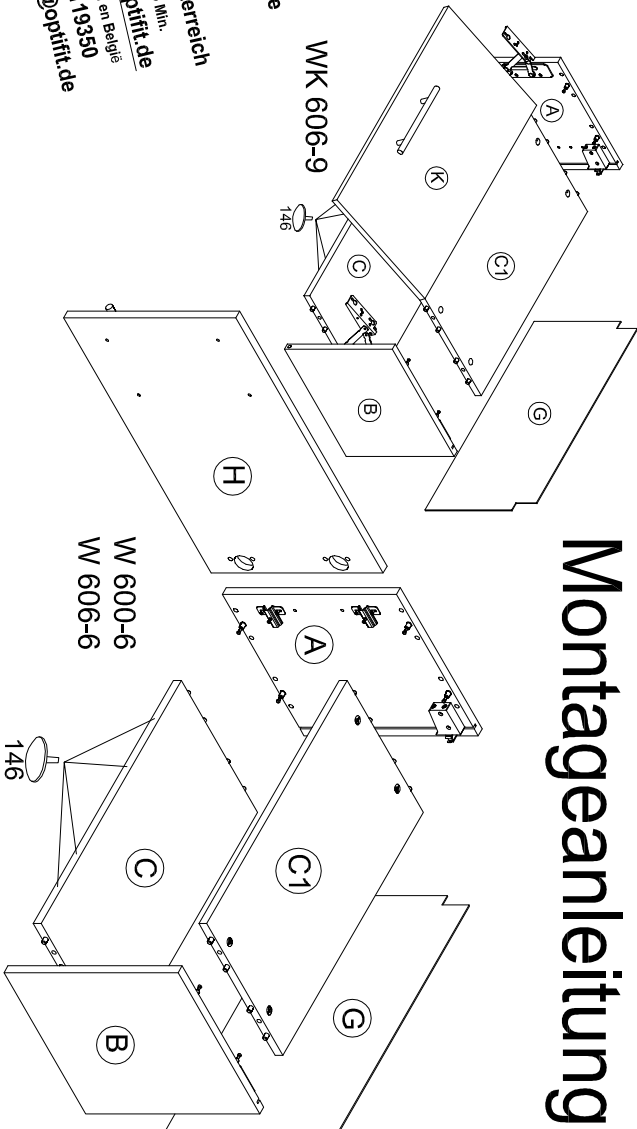 Montageanleitung
A
C1
G
K
C
B
WK 606-9
146
e
erreich
Min.
ptifit.de
en België
19350
@optifit.de
H
W 600-6
W 606-6
A
C1
G
C
B
146